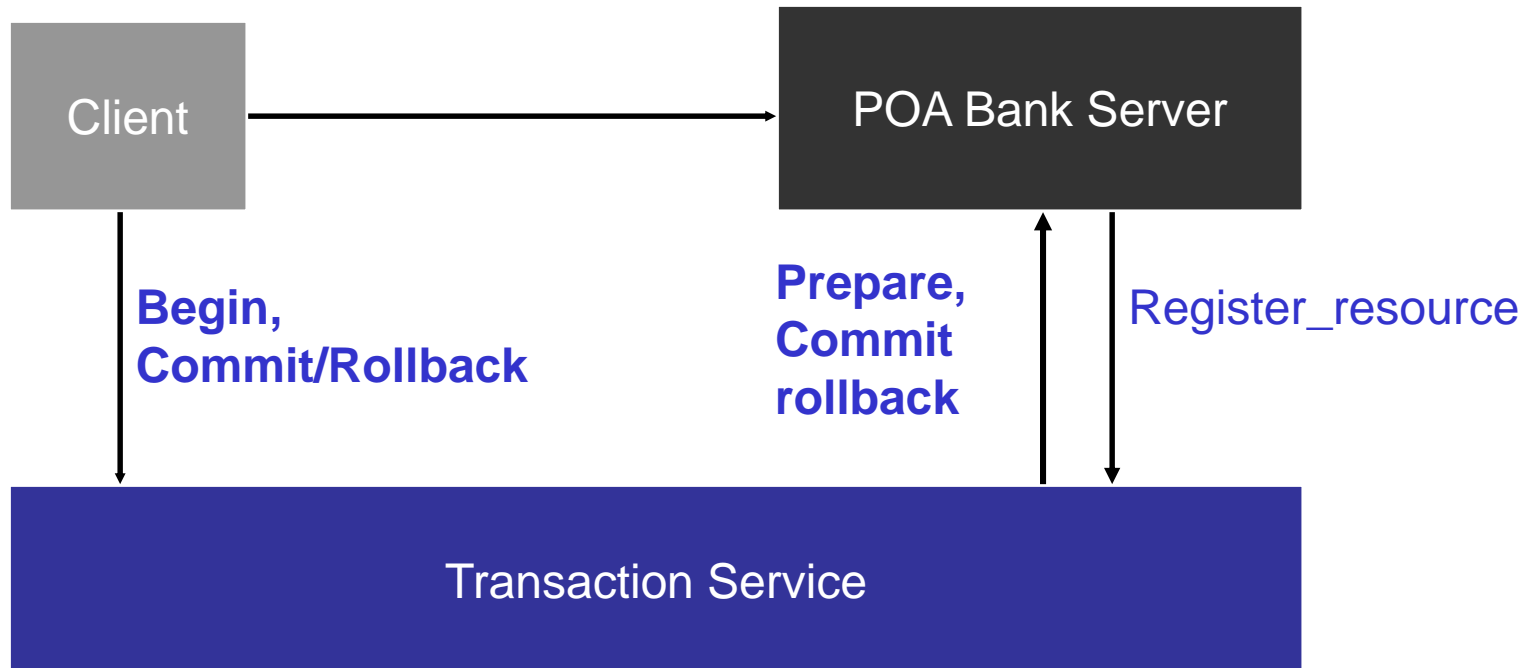 Client
POA Bank Server
Begin,
Commit/Rollback
Prepare,
Commit
rollback
Register_resource
Transaction Service